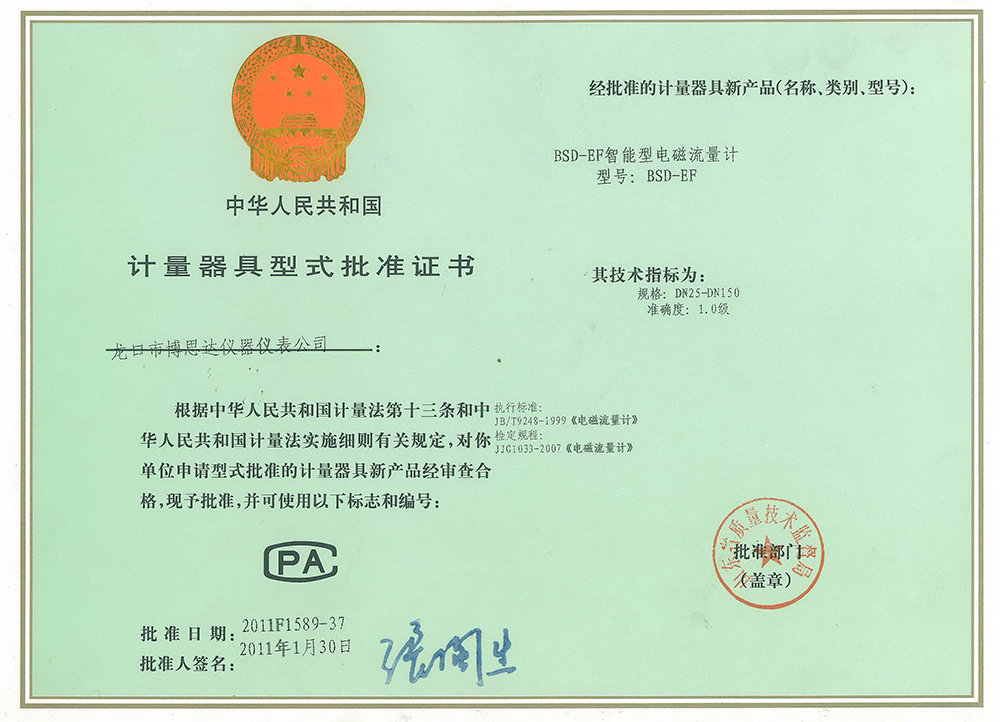 中华人民共和国
计量器具型式批准证书
龙口市博思达仪器仪表公司:
根据中华人民共和国计量法第十三条和中
华人民共和国计量法实施细则有关规定,对你
单位申请型式批准的计量器具新产品经审查合
格,现予批准,并可使用以下标志和编号:
CPA
2011F1589-37
批准日期:
2011年1月30日
批准人签名:
经批准的计量器具新产品(名称、类别、型号):
BSD-EF智能型电磁流量计
型号: BSD-EF
其技术指标为:
规格: DN25-DN150
准确度: 1.0级
执行标准:
JB/T9248-1999《电磁流量计》
检定规程:
JJG1033-2007《电磁流量计》
山东省质量技术监督局
批准部门
(盖章)